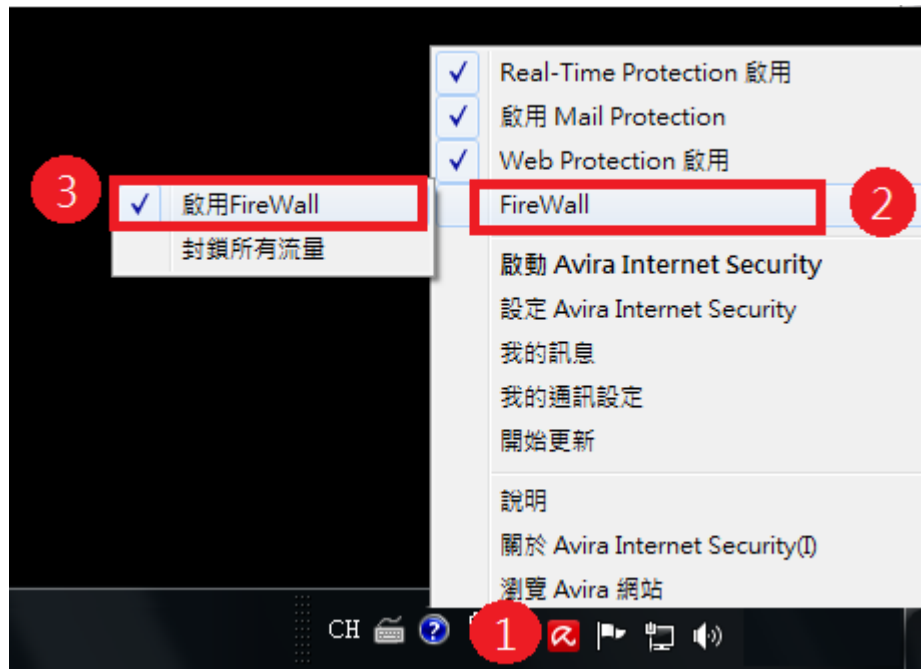 Real-Time Protection 啟用
啟用 Mail Protection
Web Protection 啟用
3
啟用FireWall
FireWall
2
封鎖所有流量
啟動 Avira Internet Security
設定 Avira Internet Security
我的訊息
我的通訊設定
開始更新
說明
關於 Avira Internet Security(I)
瀏覽 Avira 網站
CH
?
1